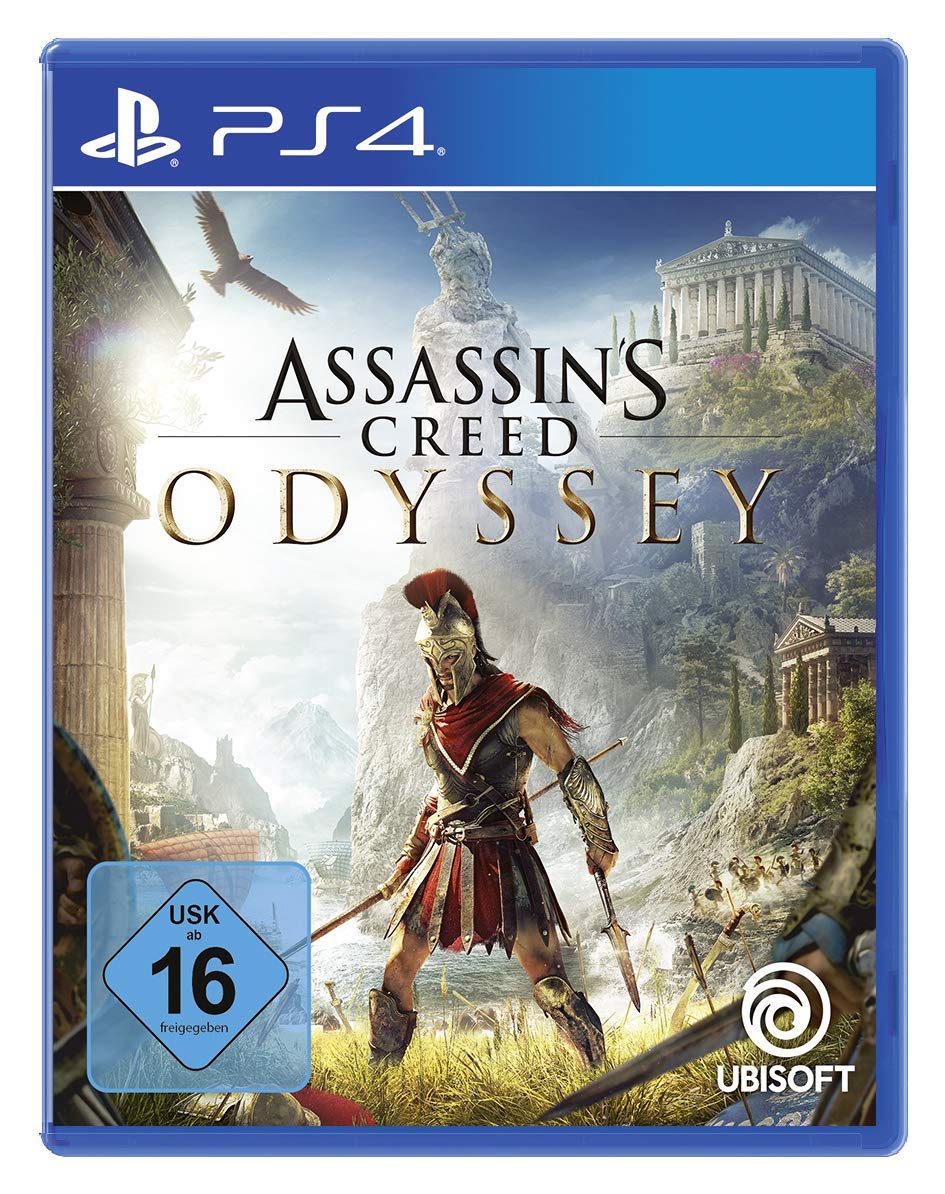 PS4®
ASSASSIN'S
CREED
ODYSSEY
USK
ab
16
freigegeben
®
UBISOFT